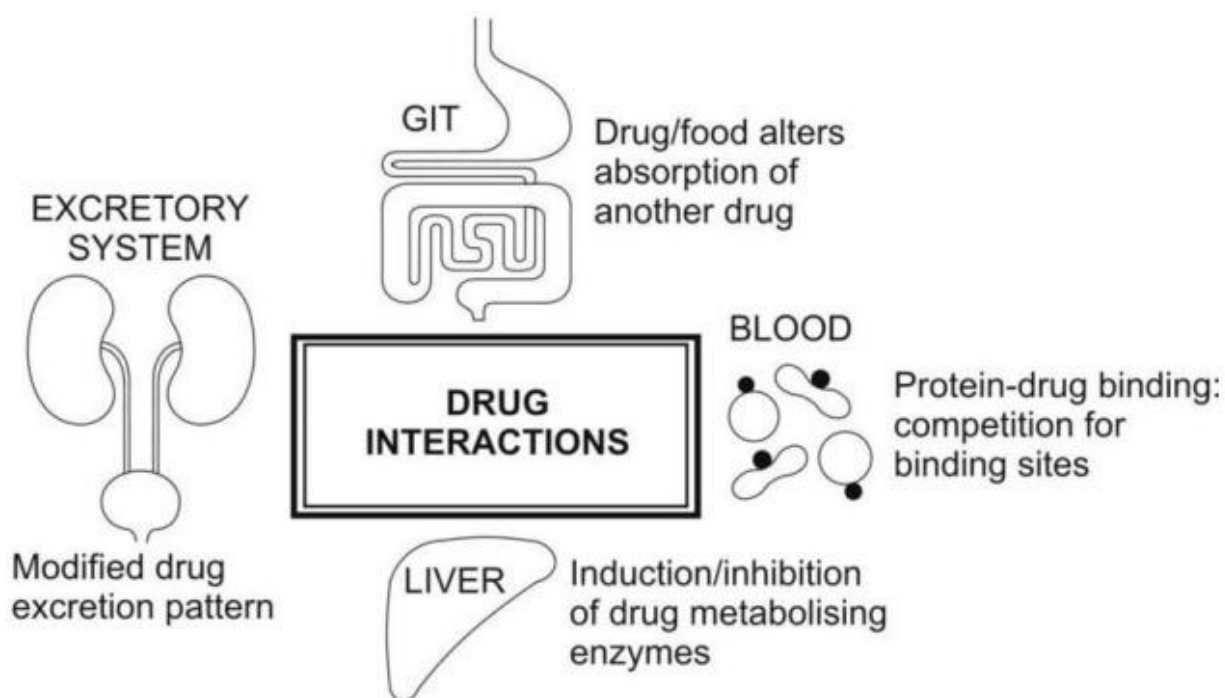 GIT
Drug/food alters
absorption of
another drug
EXCRETORY
SYSTEM
Modified drug
excretion pattern
DRUG
INTERACTIONS
BLOOD
Protein-drug binding:
competition for
binding sites
LIVER
Induction/inhibition
of drug metabolising
enzymes